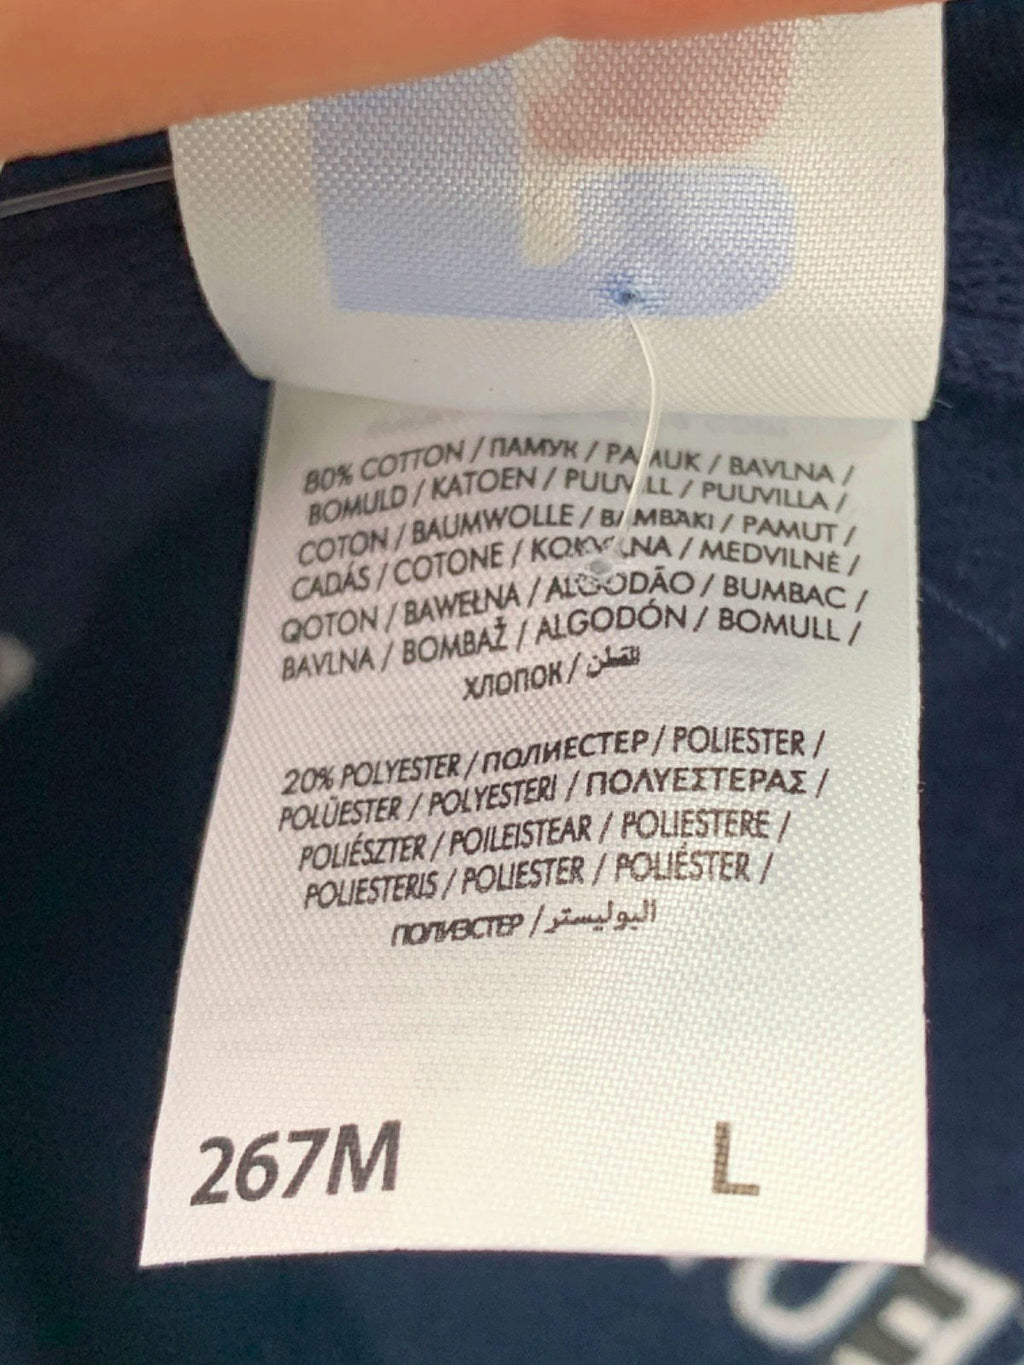 80% COTTON / ПАМУК / PAMUK / BAVLNA /
BOMULD / KATOEN / PUUVILL / PUUVILLA /
COTON / BAUMWOLLE / BAMBAKI / PAMUT /
CADÁS / COTONE / KOKVILNA / MEDVILNĖ /
QOTON / BAWEŁNA / ALGODÃO / BUMBAC /
BAVLNA / BOMBAŽ / ALGODÓN / BOMULL /
ХЛОПОК / القطن
20% POLYESTER / ПОЛИЕСТЕР / POLIESTER /
POLÜESTER / POLYESTERI / ΠΟΛΥΕΣΤΕΡΑΣ /
POLIÉSZTER / POILEISTEAR / POLIESTERE /
POLIESTERIS / POLIESTER / POLIÉSTER /
ПОЛИЭСТЕР / البوليستر
267M L